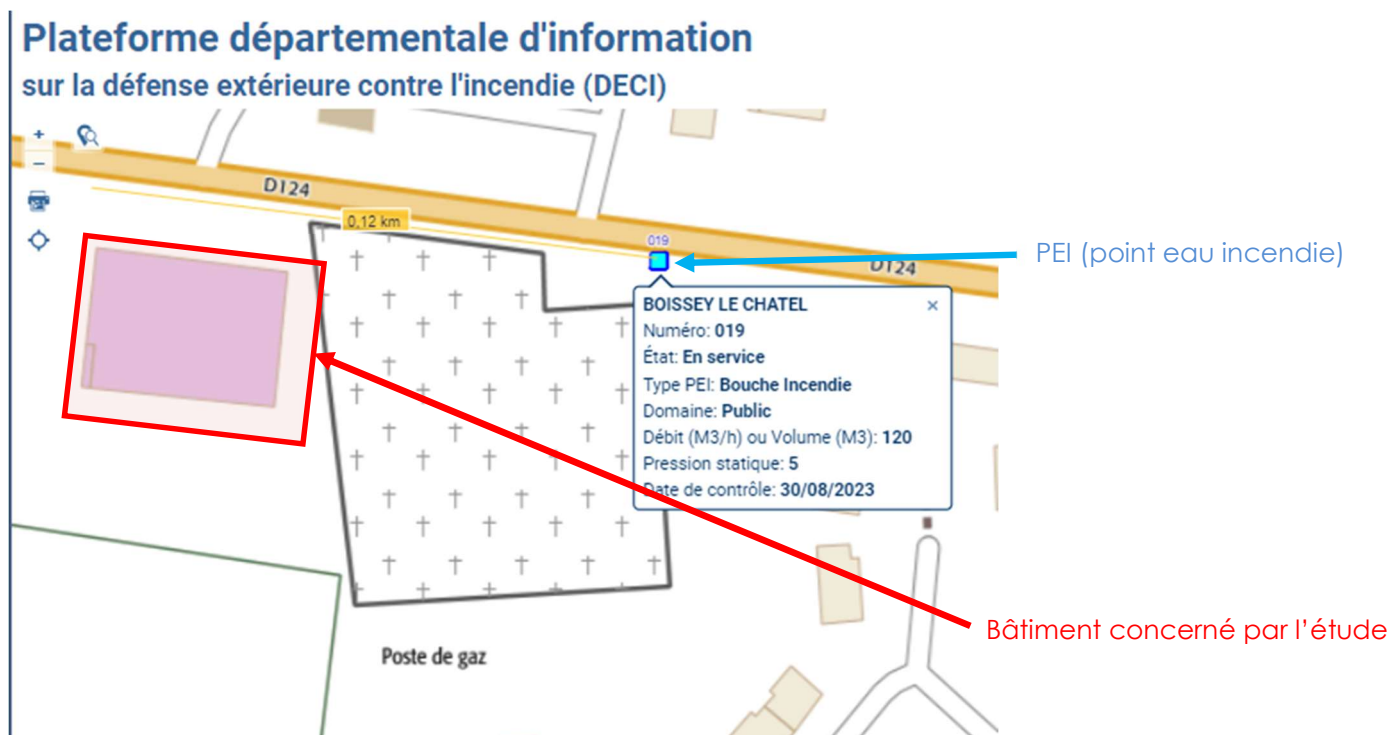 Plateforme départementale d'information
sur la défense extérieure contre l'incendie (DECI)
+
−
D124
0,12 km
019
PEI (point eau incendie)
D124
BOISSEY LE CHATEL ×
Numéro: 019
État: En service
Type PEI: Bouche Incendie
Domaine: Public
Débit (M3/h) ou Volume (M3): 120
Pression statique: 5
Date de contrôle: 30/08/2023
Bâtiment concerné par l'étude
Poste de gaz